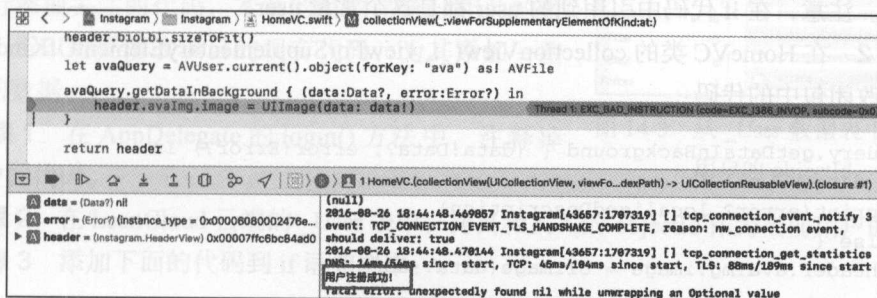 Instagram 〉 Instagram 〉 HomeVC.swift 〉 M collectionView(_:viewForSupplementaryElementOfKind:at:)
header.bioLbl.sizeToFit()
let avaQuery = AVUser.current().object(forKey: "ava") as! AVFile
avaQuery.getDataInBackground { (data:Data?, error:Error?) in
header.avaImg.image = UIImage(data: data!)
Thread 1: EXC_BAD_INSTRUCTION (code=EXC_I386_INVOP, subcode=0x0)
}
return header
1 HomeVC.(collectionView(UICollectionView, viewFo...dexPath) -> UICollectionReusableView).(closure #1)
A data = (Data?) nil
A error = (Error?) (instance_type = 0x00006080002476e...
A header = (Instagram.HeaderView) 0x00007ffc6bc84ad0
(null)
2016-08-26 18:44:48.469857 Instagram[43657:1707319] [] tcp_connection_event_notify 3
event: TCP_CONNECTION_EVENT_TLS_HANDSHAKE_COMPLETE, reason: nw_connection event,
should deliver: true
2016-08-26 18:44:48.470144 Instagram[43657:1707319] [] tcp_connection_get_statistics
DNS: 14ms/56ms since start, TCP: 45ms/104ms since start, TLS: 88ms/189ms since start
用户注册成功！
fatal error: unexpectedly found nil while unwrapping an Optional value